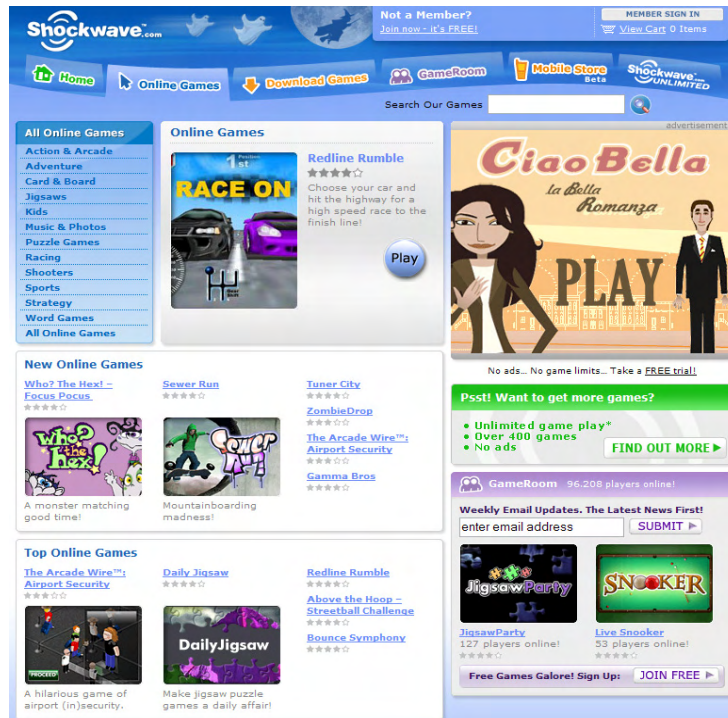 Shockwave.com™
Not a Member?
Join now - it's FREE!
MEMBER SIGN IN
View Cart 0 Items
Home
Online Games
Download Games
GameRoom
Mobile Store
Beta
Shockwave
UNLIMITED
Search Our Games
All Online Games
Action & Arcade
Adventure
Card & Board
Jigsaws
Kids
Music & Photos
Puzzle Games
Racing
Shooters
Sports
Strategy
Word Games
All Online Games
Online Games
1st
Position
RACE ON
Redline Rumble
Choose your car and
hit the highway for a
high speed race to the
finish line!
Play
advertisement
Ciao Bella
la Bella
Romanza
PLAY
No ads... No game limits... Take a FREE trial!
New Online Games
Who? The Hex! –
Focus Pocus
Who?
the
hex!
A monster matching
good time!
Sewer Run
Sewer
Run
Mountainboarding
madness!
Tuner City
ZombieDrop
The Arcade Wire™:
Airport Security
Gamma Bros
Psst! Want to get more games?
• Unlimited game play*
• Over 400 games
• No ads
FIND OUT MORE
GameRoom 96,208 players online!
Weekly Email Updates. The Latest News First!
enter email address
SUBMIT
JigsawParty
JigsawParty
127 players online!
SNOOKER
Live Snooker
53 players online!
Free Games Galore! Sign Up:
JOIN FREE
Top Online Games
The Arcade Wire™:
Airport Security
PROCEED
A hilarious game of
airport (in)security.
Daily Jigsaw
DailyJigsaw
Make jigsaw puzzle
games a daily affair!
Redline Rumble
Above the Hoop –
Streetball Challenge
Bounce Symphony